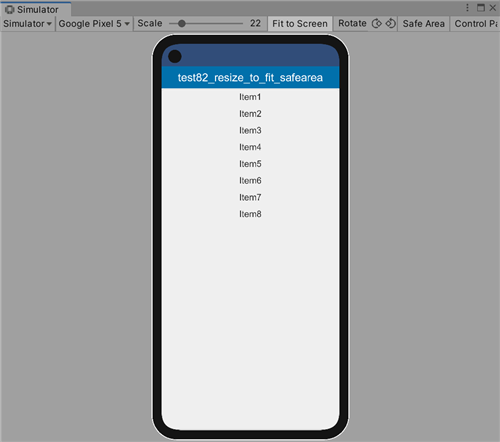 Simulator
Simulator Google Pixel 5 Scale 22 Fit to Screen Rotate Safe Area Control Pa
test82_resize_to_fit_safearea
Item1
Item2
Item3
Item4
Item5
Item6
Item7
Item8